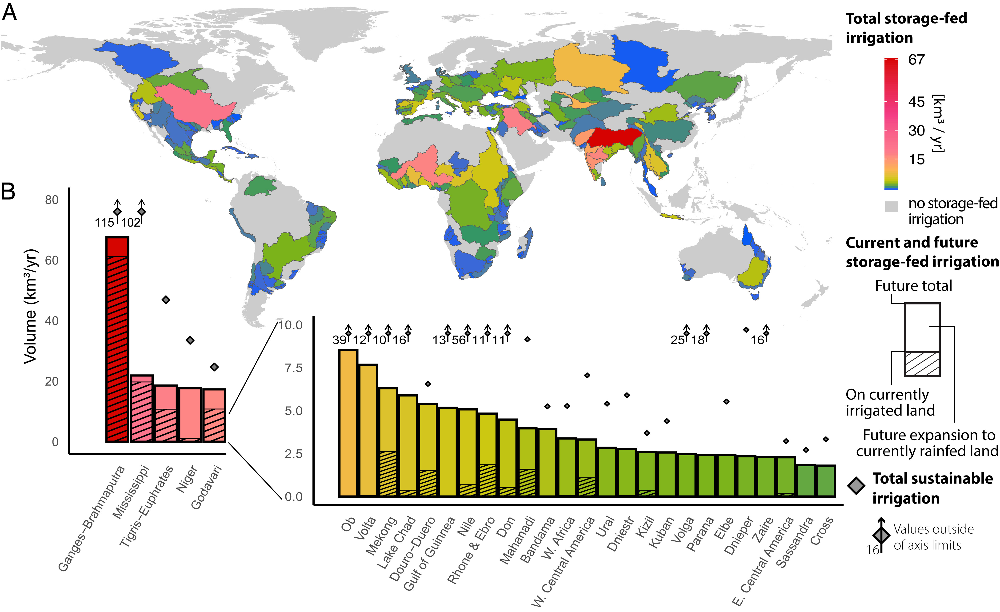 A
Total storage-fed
irrigation
67
45
30
15
[km³ / yr]
no storage-fed
irrigation
B
Volume (km³/yr)
80
60
40
20
0
115
102
Ganges–Brahmaputra
Mississippi
Tigris–Euphrates
Niger
Godavari
10.0
7.5
5.0
2.5
0.0
39
12
10
16
13
56
11
11
25
18
16
Ob
Volta
Mekong
Lake Chad
Douro–Duero
Gulf of Guinnea
Nile
Rhone & Ebro
Don
Mahanadi
Bandama
W. Africa
W. Central America
Ural
Dniestr
Kizil
Kuban
Volga
Parana
Elbe
Dnieper
Zaire
E. Central America
Sassandra
Cross
Current and future
storage-fed irrigation
Future total
On currently
irrigated land
Future expansion to
currently rainfed land
Total sustainable
irrigation
Values outside
of axis limits
16